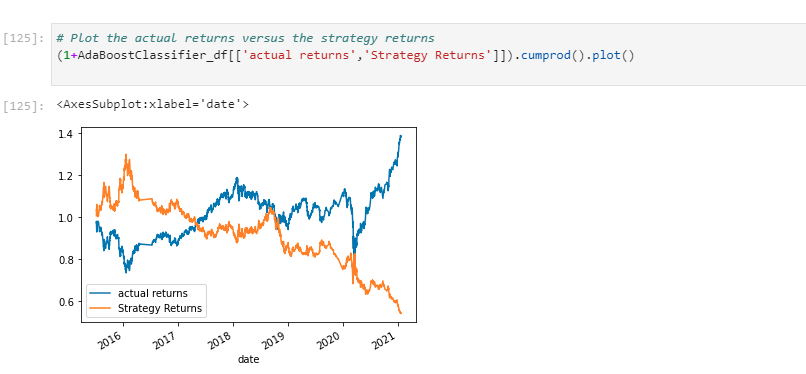 [125]: # Plot the actual returns versus the strategy returns
(1+AdaBoostClassifier_df[['actual returns','Strategy Returns']]).cumprod().plot()
[125]: <AxesSubplot:xlabel='date'>
1.4
1.2
1.0
0.8
0.6
actual returns
Strategy Returns
2016 2017 2018 2019 2020 2021
date